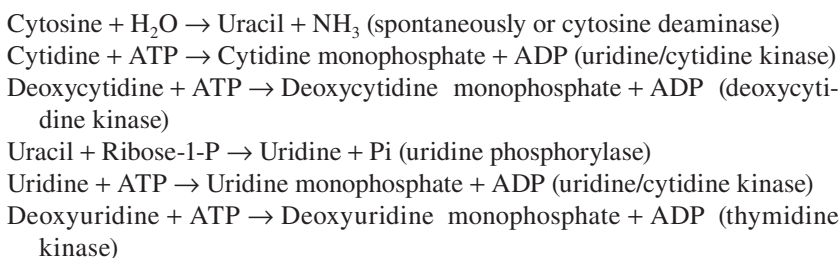 Cytosine + H₂O → Uracil + NH₃ (spontaneously or cytosine deaminase)
Cytidine + ATP → Cytidine monophosphate + ADP (uridine/cytidine kinase)
Deoxycytidine + ATP → Deoxycytidine monophosphate + ADP (deoxycyti-
dine kinase)
Uracil + Ribose-1-P → Uridine + Pi (uridine phosphorylase)
Uridine + ATP → Uridine monophosphate + ADP (uridine/cytidine kinase)
Deoxyuridine + ATP → Deoxyuridine monophosphate + ADP (thymidine
kinase)